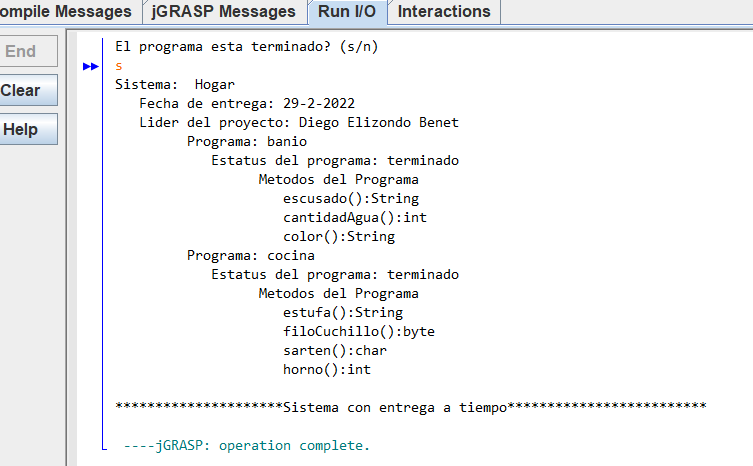 ompile Messages jGRASP Messages Run I/O Interactions
End
Clear
Help
El programa esta terminado? (s/n)
s
Sistema:  Hogar
   Fecha de entrega: 29-2-2022
   Lider del proyecto: Diego Elizondo Benet
         Programa: banio
            Estatus del programa: terminado
                  Metodos del Programa
                     escusado():String
                     cantidadAgua():int
                     color():String
         Programa: cocina
            Estatus del programa: terminado
                  Metodos del Programa
                     estufa():String
                     filoCuchillo():byte
                     sarten():char
                     horno():int
*********************Sistema con entrega a tiempo*************************
 ----jGRASP: operation complete.